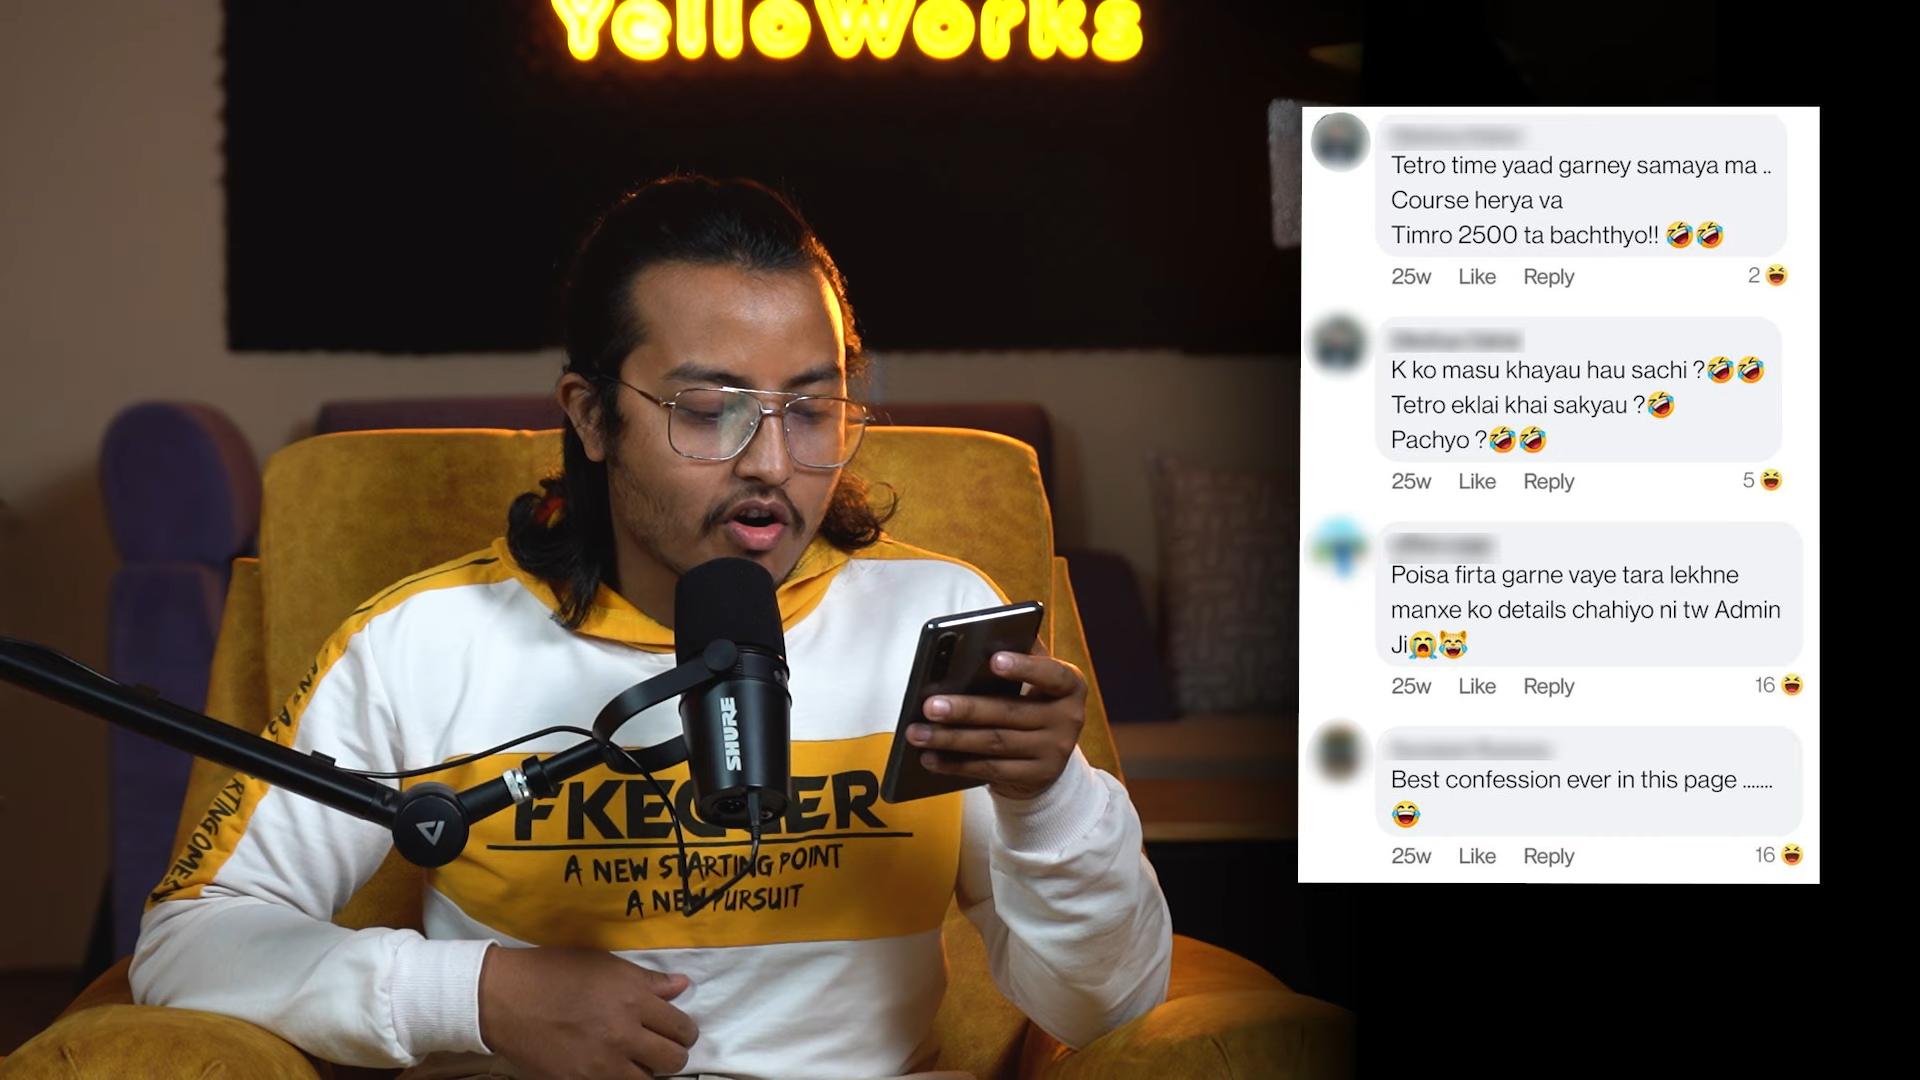 YelloWorks
Tetro time yaad garney samaya ma ..
Course herya va
Timro 2500 ta bachthyo!! 🤣🤣
25w Like Reply 2 😆
K ko masu khayau hau sachi ?🤣🤣
Tetro eklai khai sakyau ?🤣
Pachyo ?🤣🤣
25w Like Reply 5 😆
Poisa firta garne vaye tara lekhne
manxe ko details chahiyo ni tw Admin
Ji😭😹
25w Like Reply 16 😆
Best confession ever in this page .......
😂
25w Like Reply 16 😆
SHURE
A NEW STARTING POINT
A NEW PURSUIT